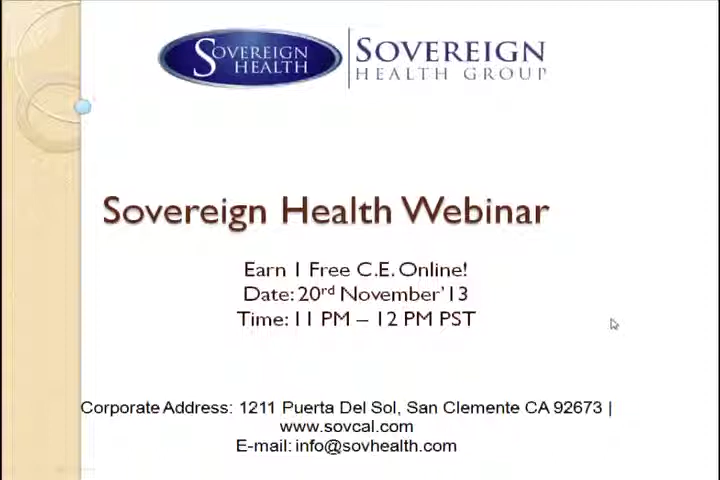 SOVEREIGN HEALTH
SOVEREIGN
HEALTH GROUP
Sovereign Health Webinar
Earn 1 Free C.E. Online!
Date: 20rd November'13
Time: 11 PM – 12 PM PST
Corporate Address: 1211 Puerta Del Sol, San Clemente CA 92673 |
www.sovcal.com
E-mail: info@sovhealth.com